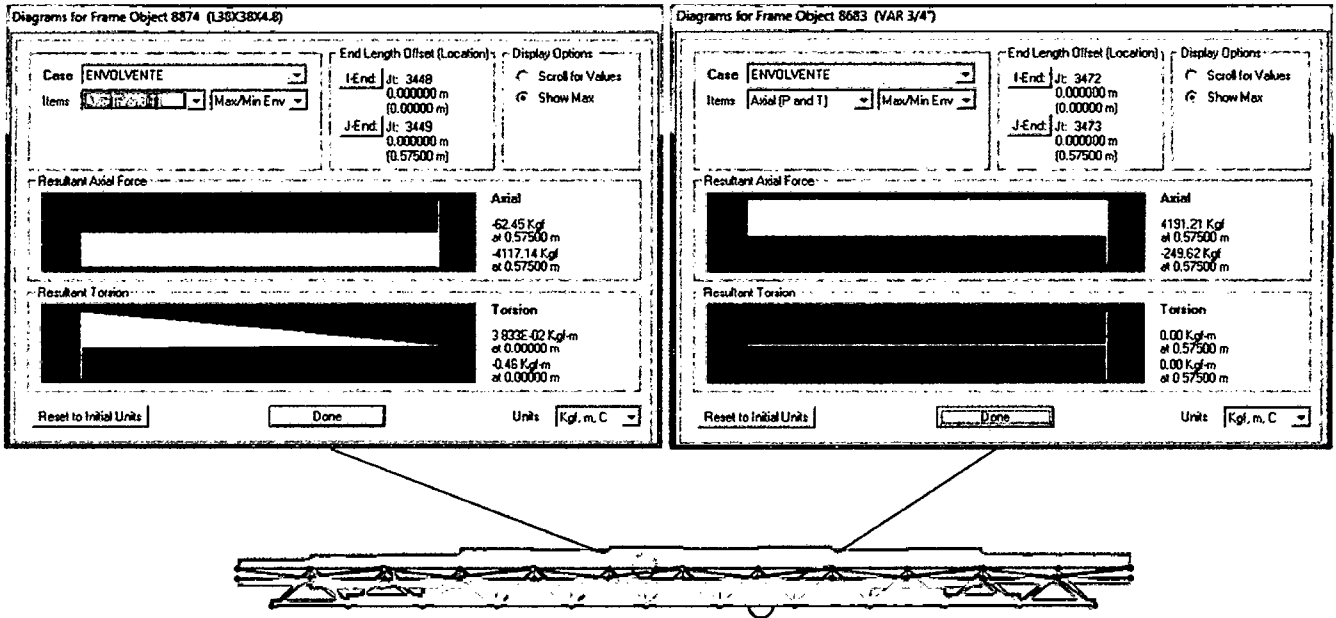 Diagrams for Frame Object 8874 (L38X38X4.8)
Case ENVOLVENTE
Items Max/Min Env
End Length Offset (Location)
I-End: Jt: 3448
0.000000 m
(0.00000 m)
J-End: Jt: 3449
0.000000 m
(0.57500 m)
Display Options
Scroll for Values
Show Max
Resultant Axial Force
Axial
-62.45 Kgf
at 0.57500 m
-4117.14 Kgf
at 0.57500 m
Resultant Torsion
Torsion
3.833E-02 Kgf-m
at 0.00000 m
-0.46 Kgf-m
at 0.00000 m
Reset to Initial Units Done Units Kgf, m, C
Diagrams for Frame Object 8683 (VAR 3/4")
Case ENVOLVENTE
Items Axial (P and T) Max/Min Env
End Length Offset (Location)
I-End: Jt: 3472
0.000000 m
(0.00000 m)
J-End: Jt: 3473
0.000000 m
(0.57500 m)
Display Options
Scroll for Values
Show Max
Resultant Axial Force
Axial
4191.21 Kgf
at 0.57500 m
-249.62 Kgf
at 0.57500 m
Resultant Torsion
Torsion
0.00 Kgf-m
at 0.57500 m
0.00 Kgf-m
at 0.57500 m
Reset to Initial Units Done Units Kgf, m, C